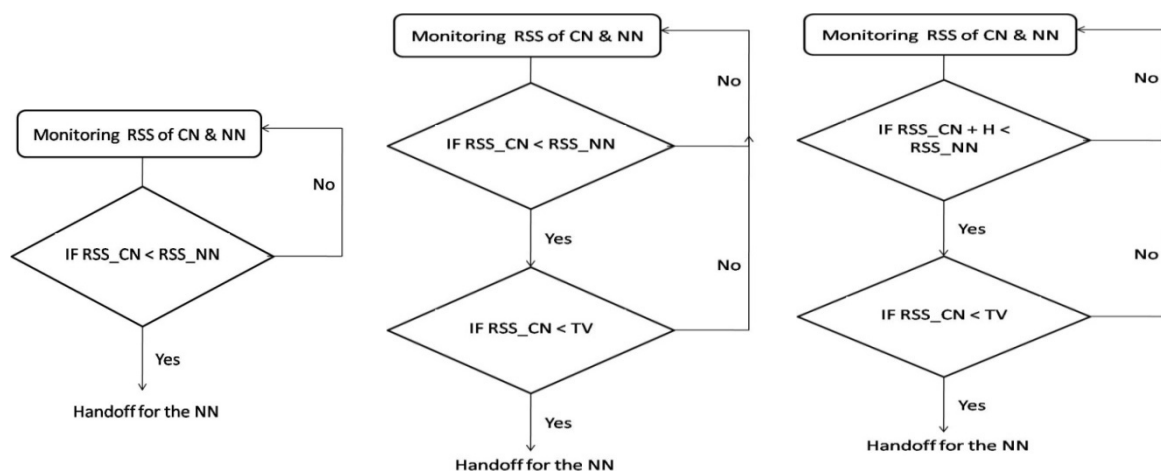 Monitoring RSS of CN & NN
No
IF RSS_CN < RSS_NN
Yes
Handoff for the NN
Monitoring RSS of CN & NN
No
IF RSS_CN < RSS_NN
Yes
No
IF RSS_CN < TV
Yes
Handoff for the NN
Monitoring RSS of CN & NN
No
IF RSS_CN + H <
RSS_NN
Yes
No
IF RSS_CN < TV
Yes
Handoff for the NN